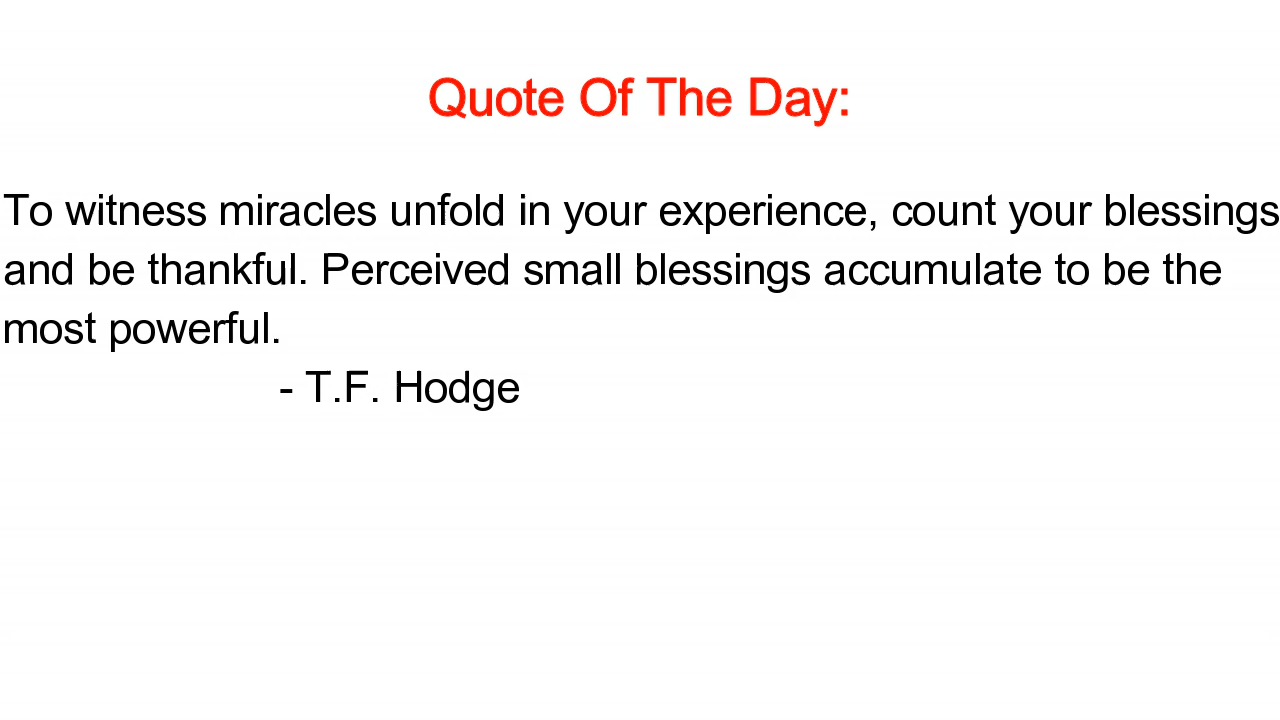 Quote Of The Day:
To witness miracles unfold in your experience, count your blessings
and be thankful. Perceived small blessings accumulate to be the
most powerful.
- T.F. Hodge